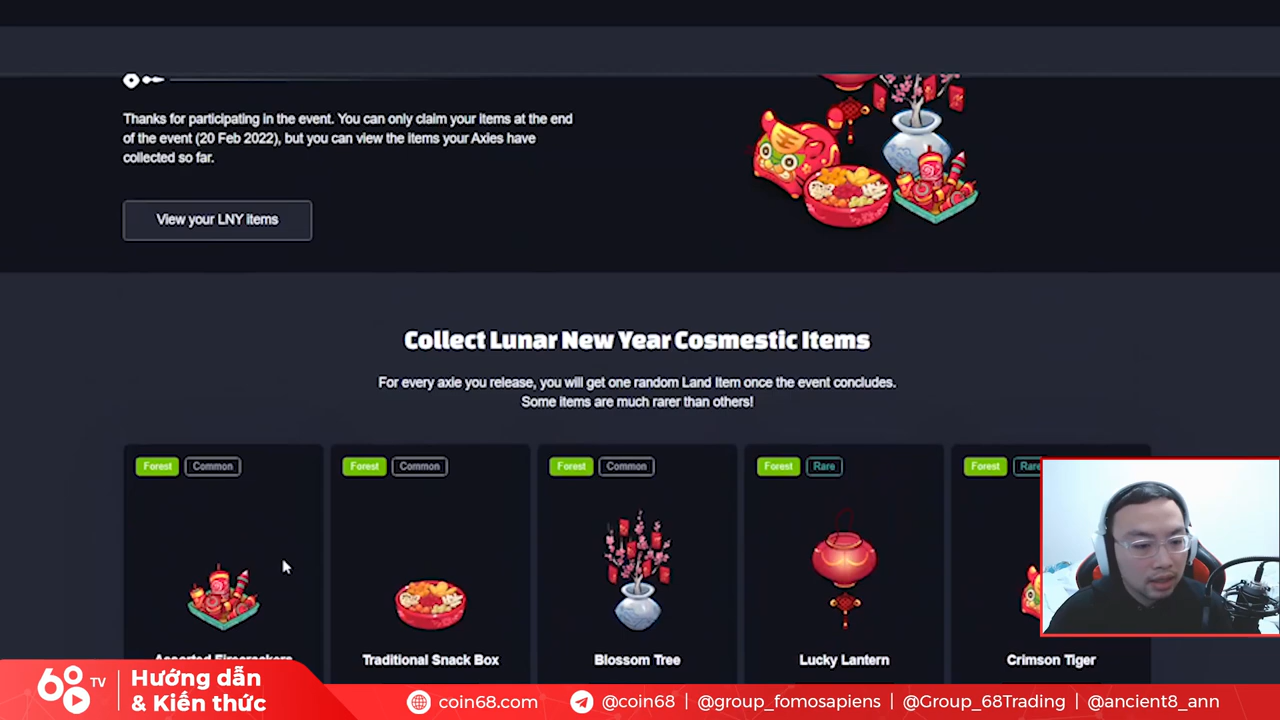 Thanks for participating in the event. You can only claim your items at the end
of the event (20 Feb 2022), but you can view the items your Axies have
collected so far.
View your LNY items
Collect Lunar New Year Cosmestic Items
For every axie you release, you will get one random Land Item once the event concludes.
Some items are much rarer than others!
Forest Common
Forest Common
Forest Common
Forest Rare
Forest Rare
Assorted Firecrackers
Traditional Snack Box
Blossom Tree
Lucky Lantern
Crimson Tiger
68 TV
Hướng dẫn
& Kiến thức
coin68.com
@coin68 | @group_fomosapiens | @Group_68Trading | @ancient8_ann